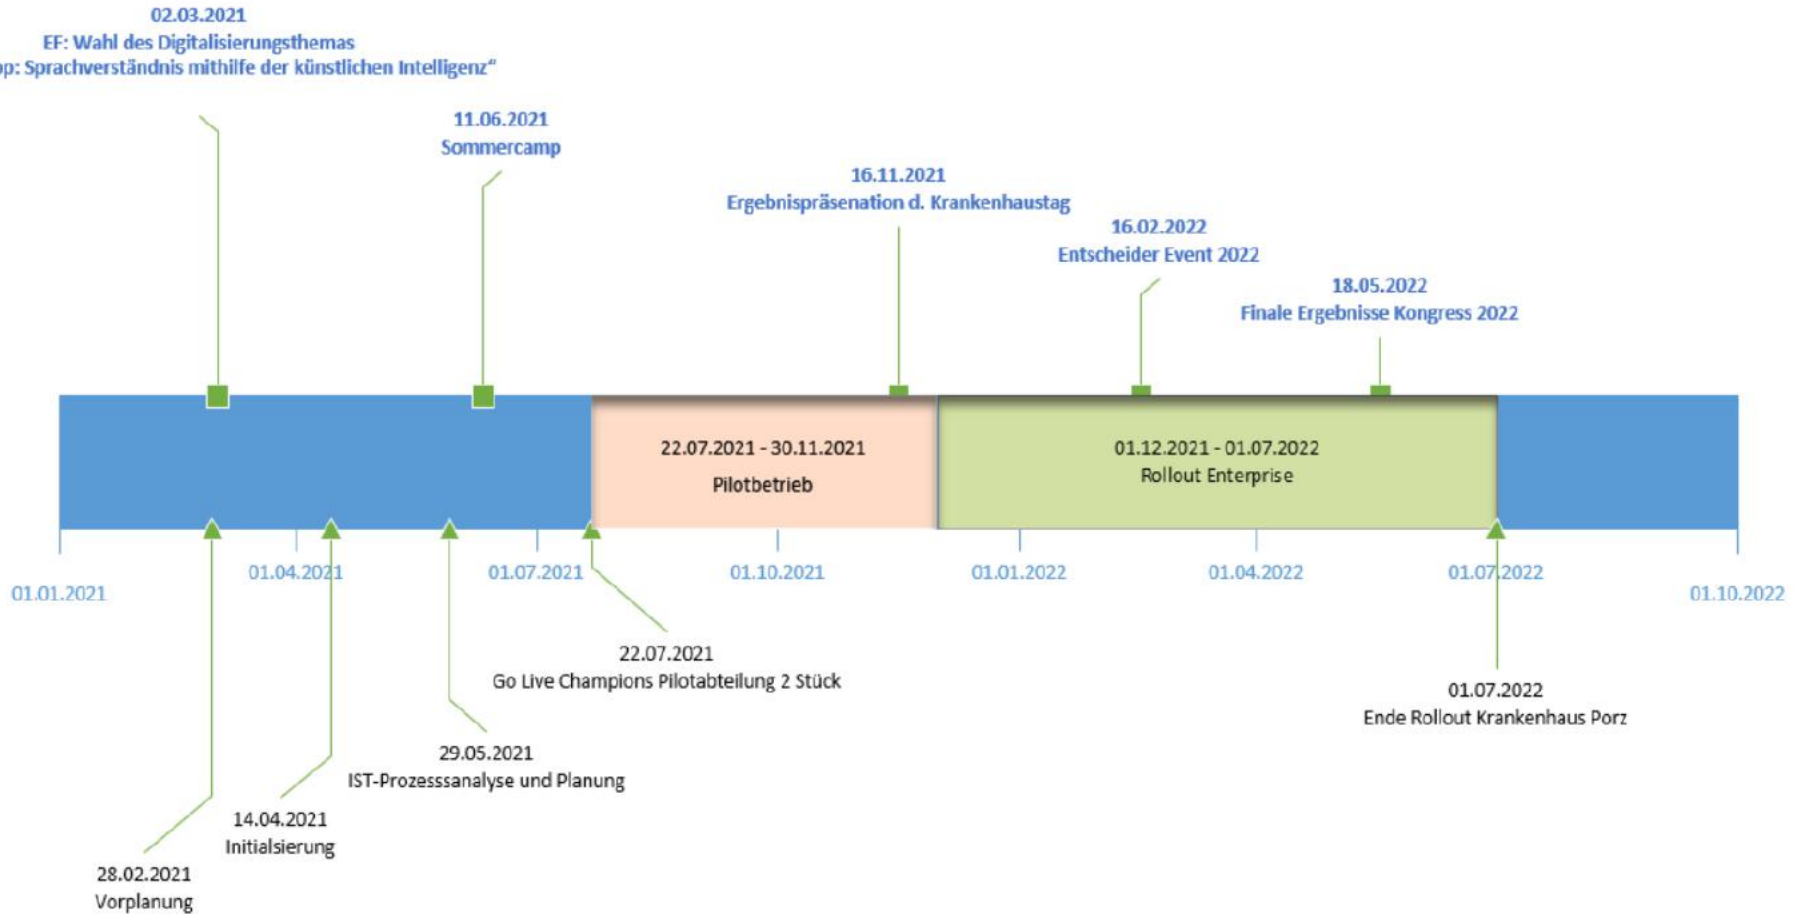 02.03.2021
EF: Wahl des Digitalisierungsthemas
Sprachverständnis mithilfe der künstlichen Intelligenz“
11.06.2021
Sommercamp
16.11.2021
Ergebnispräsenation d. Krankenhaustag
16.02.2022
Entscheider Event 2022
18.05.2022
Finale Ergebnisse Kongress 2022
22.07.2021 - 30.11.2021
Pilotbetrieb
01.12.2021 - 01.07.2022
Rollout Enterprise
01.01.2021
01.04.2021
01.07.2021
01.10.2021
01.01.2022
01.04.2022
01.07.2022
01.10.2022
22.07.2021
Go Live Champions Pilotabteilung 2 Stück
01.07.2022
Ende Rollout Krankenhaus Porz
29.05.2021
IST-Prozesssanalyse und Planung
14.04.2021
Initialsierung
28.02.2021
Vorplanung